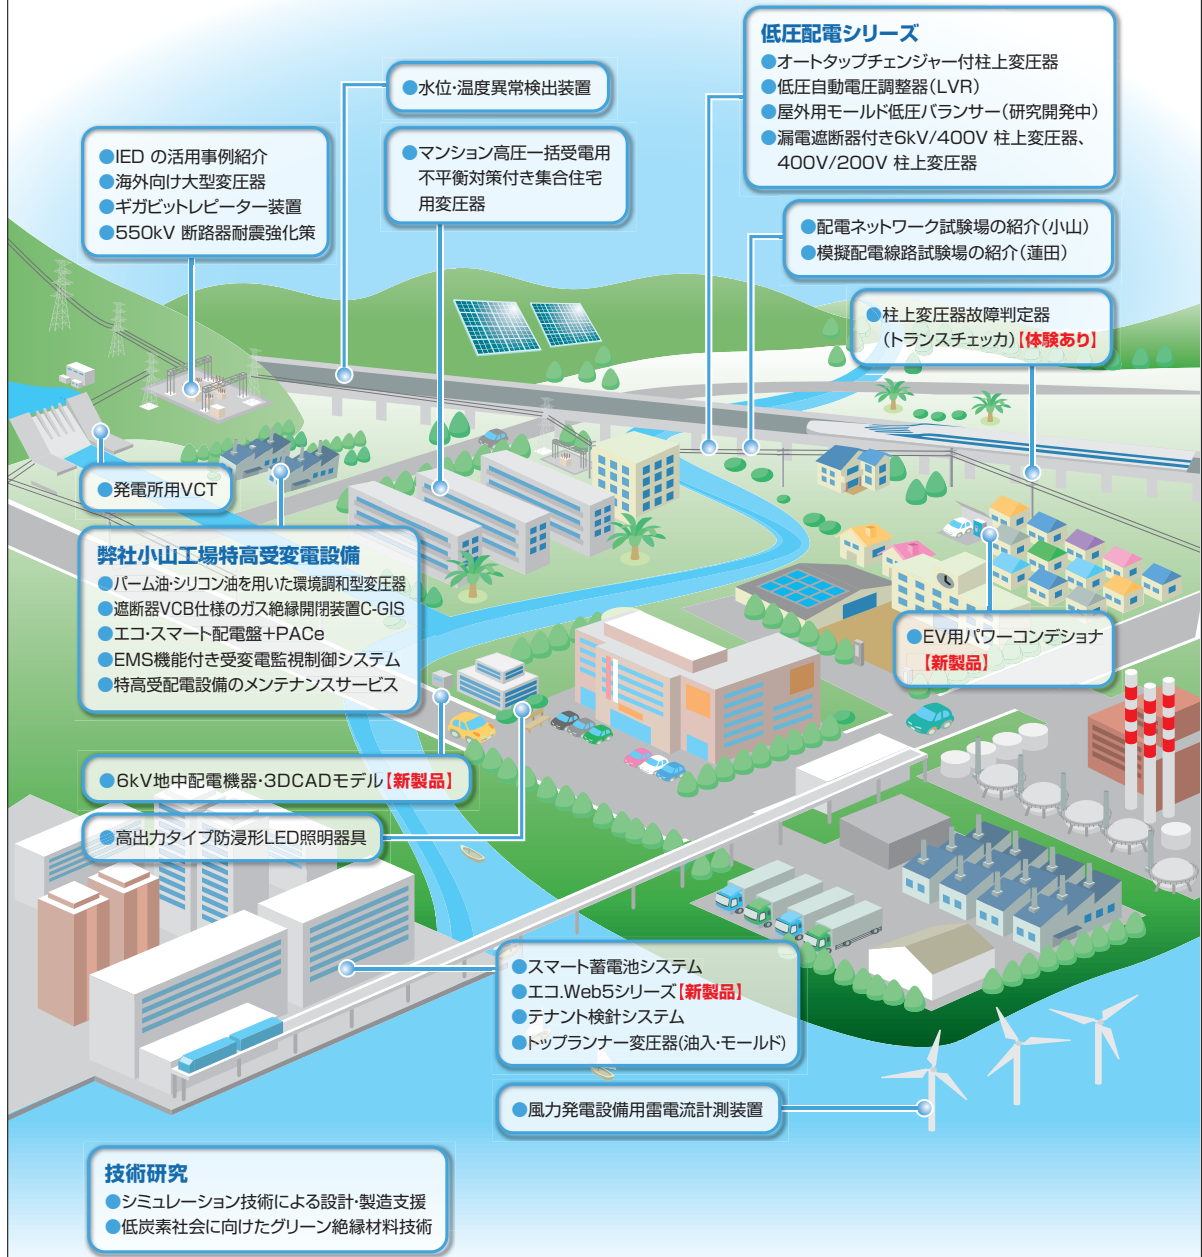 低圧配電シリーズ
●オートタップチェンジャー付柱上変圧器
●低圧自動電圧調整器(LVR)
●屋外用モールド低圧バランサー(研究開発中)
●漏電遮断器付き6kV/400V 柱上変圧器、
400V/200V 柱上変圧器
●水位・温度異常検出装置
●IED の活用事例紹介
●海外向け大型変圧器
●ギガビットレピーター装置
●550kV 断路器耐震強化策
●マンション高圧一括受電用
不平衡対策付き集合住宅
用変圧器
●配電ネットワーク試験場の紹介(小山)
●模擬配電線路試験場の紹介(蓮田)
●柱上変圧器故障判定器
(トランスチェッカ)【体験あり】
●発電所用VCT
弊社小山工場特高受変電設備
●パーム油・シリコン油を用いた環境調和型変圧器
●遮断器VCB仕様のガス絶縁開閉装置C-GIS
●エコ・スマート配電盤+PACe
●EMS機能付き受変電監視制御システム
●特高受配電設備のメンテナンスサービス
●EV用パワーコンデショナ
【新製品】
●6kV地中配電機器・3DCADモデル【新製品】
●高出力タイプ防浸形LED照明器具
●スマート蓄電池システム
●エコ.Web5シリーズ【新製品】
●テナント検針システム
●トップランナー変圧器(油入・モールド)
●風力発電設備用雷電流計測装置
技術研究
●シミュレーション技術による設計・製造支援
●低炭素社会に向けたグリーン絶縁材料技術